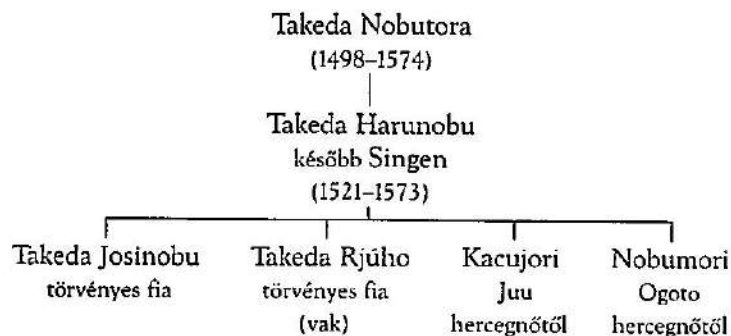 Takeda Nobutora
(1498–1574)
Takeda Harunobu
később Singen
(1521–1573)
Takeda Josinobu
törvényes fia
Takeda Rjúho
törvényes fia
(vak)
Kacujori
Juu
hercegnőtől
Nobumori
Ogoto
hercegnőtől